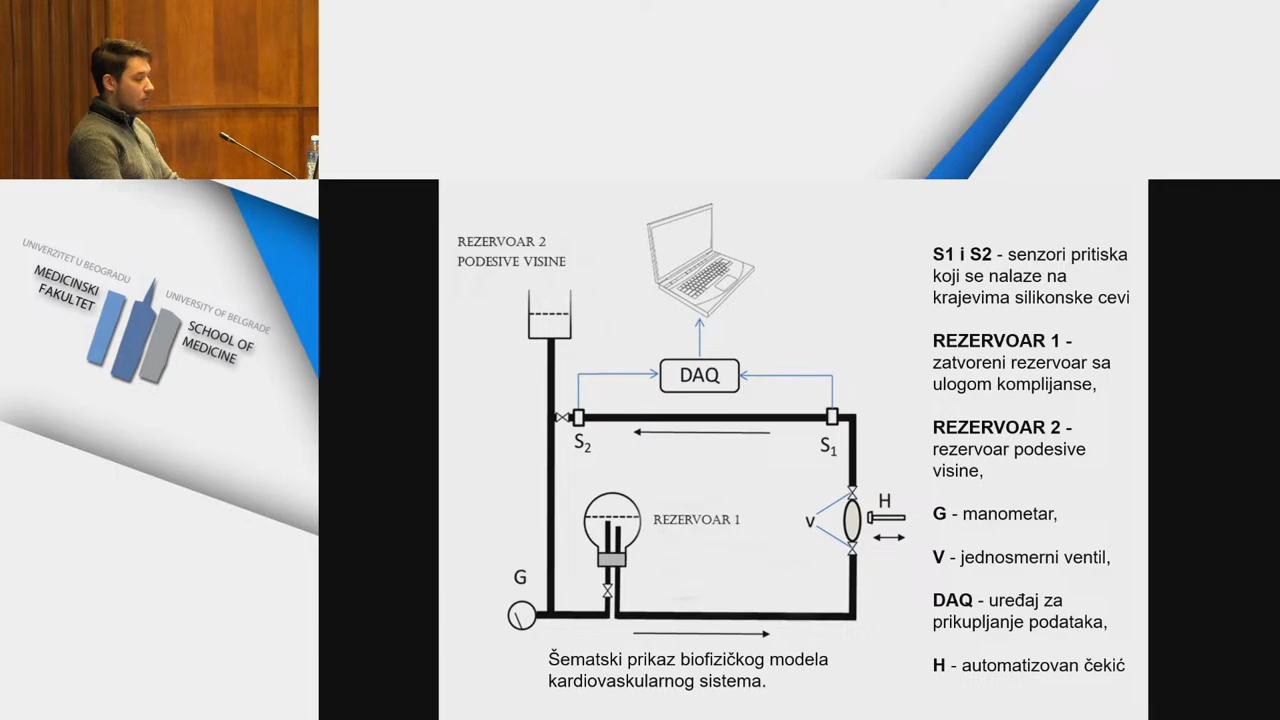 UNIVERZITET U BEOGRADU
MEDICINSKI
FAKULTET
UNIVERSITY OF BELGRADE
SCHOOL OF
MEDICINE
REZERVOAR 2
PODESIVE VISINE
DAQ
S2
S1
REZERVOAR 1
V
H
G
Šematski prikaz biofizičkog modela
kardiovaskularnog sistema.
S1 i S2 - senzori pritiska
koji se nalaze na
krajevima silikonske cevi
REZERVOAR 1 -
zatvoreni rezervoar sa
ulogom komplijanse,
REZERVOAR 2 -
rezervoar podesive
visine,
G - manometar,
V - jednosmerni ventil,
DAQ - uređaj za
prikupljanje podataka,
H - automatizovan čekić